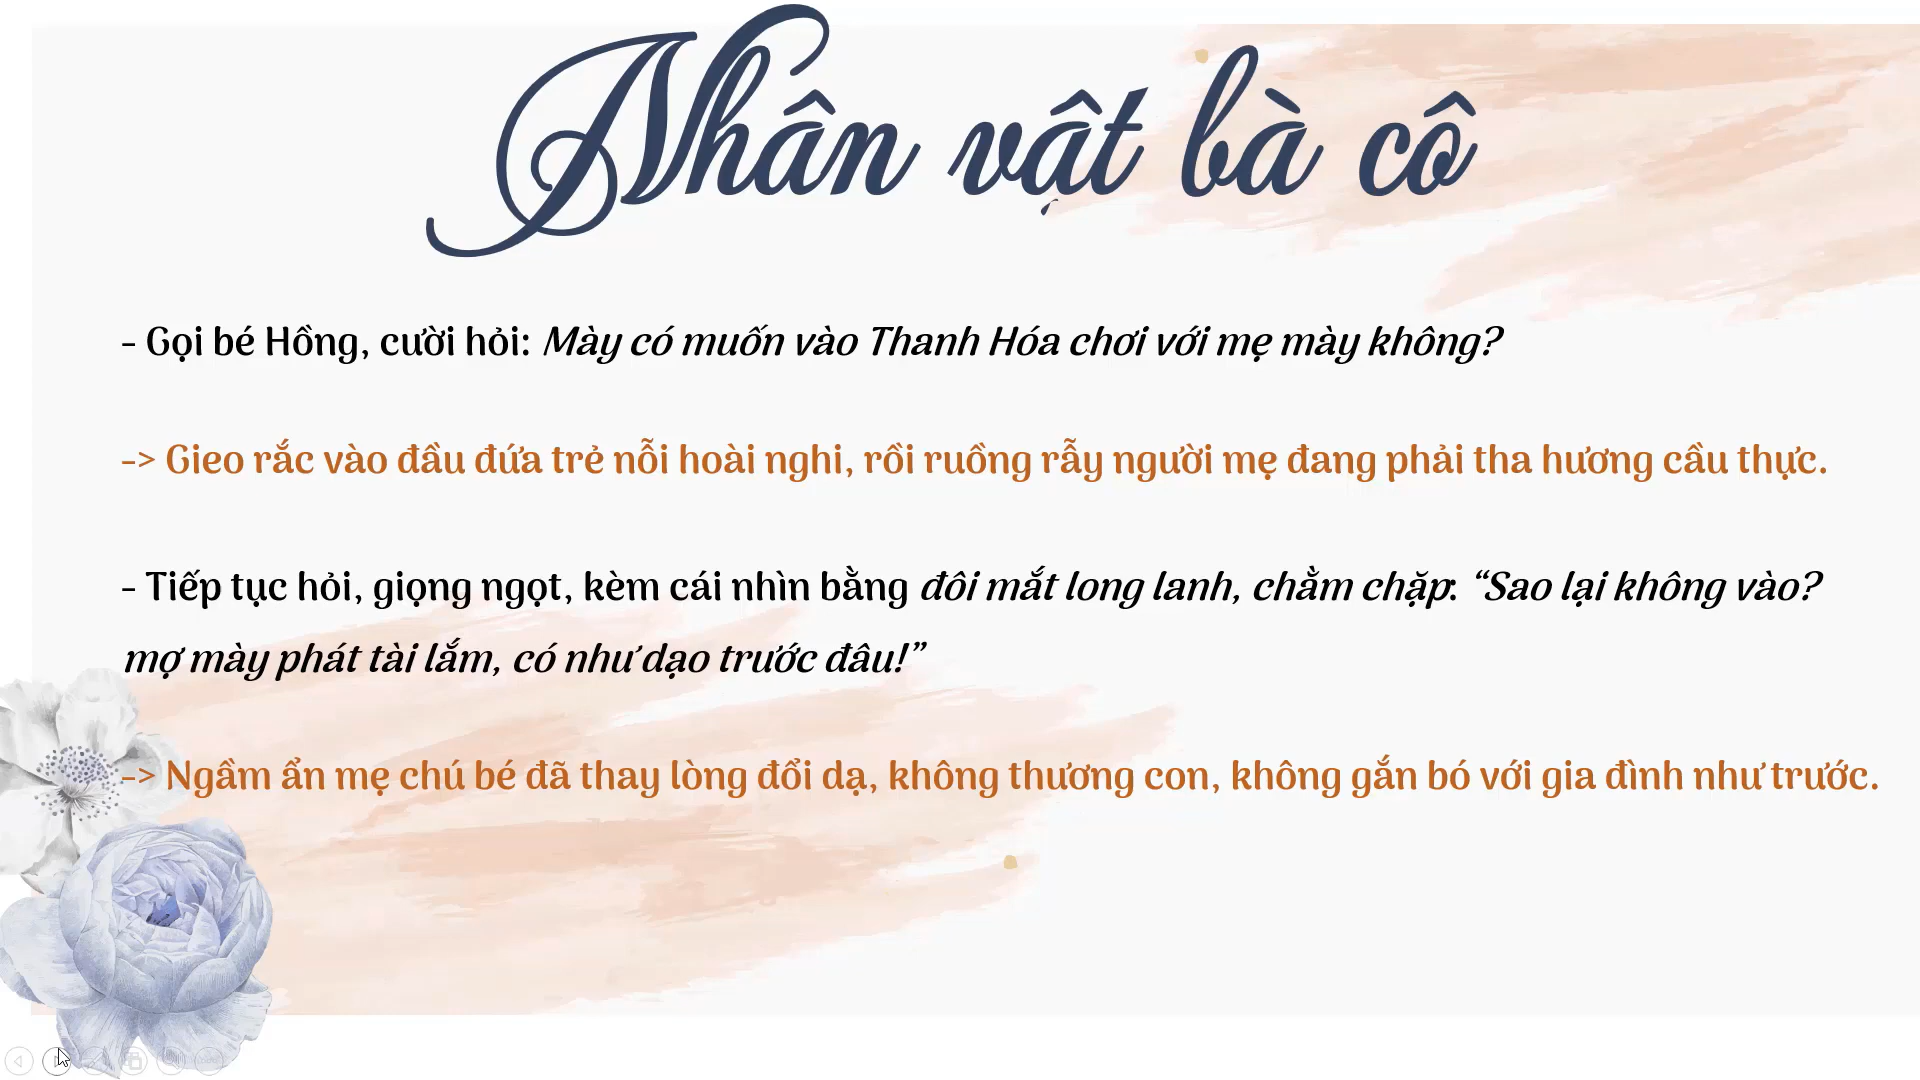 Nhân vật bà cô
- Gọi bé Hồng, cười hỏi: Mày có muốn vào Thanh Hóa chơi với mẹ mày không?
-> Gieo rắc vào đầu đứa trẻ nỗi hoài nghi, rồi ruồng rẫy người mẹ đang phải tha hương cầu thực.
- Tiếp tục hỏi, giọng ngọt, kèm cái nhìn bằng đôi mắt long lanh, chằm chặp: “Sao lại không vào?
mợ mày phát tài lắm, có như dạo trước đâu!”
-> Ngầm ẩn mẹ chú bé đã thay lòng đổi dạ, không thương con, không gắn bó với gia đình như trước.